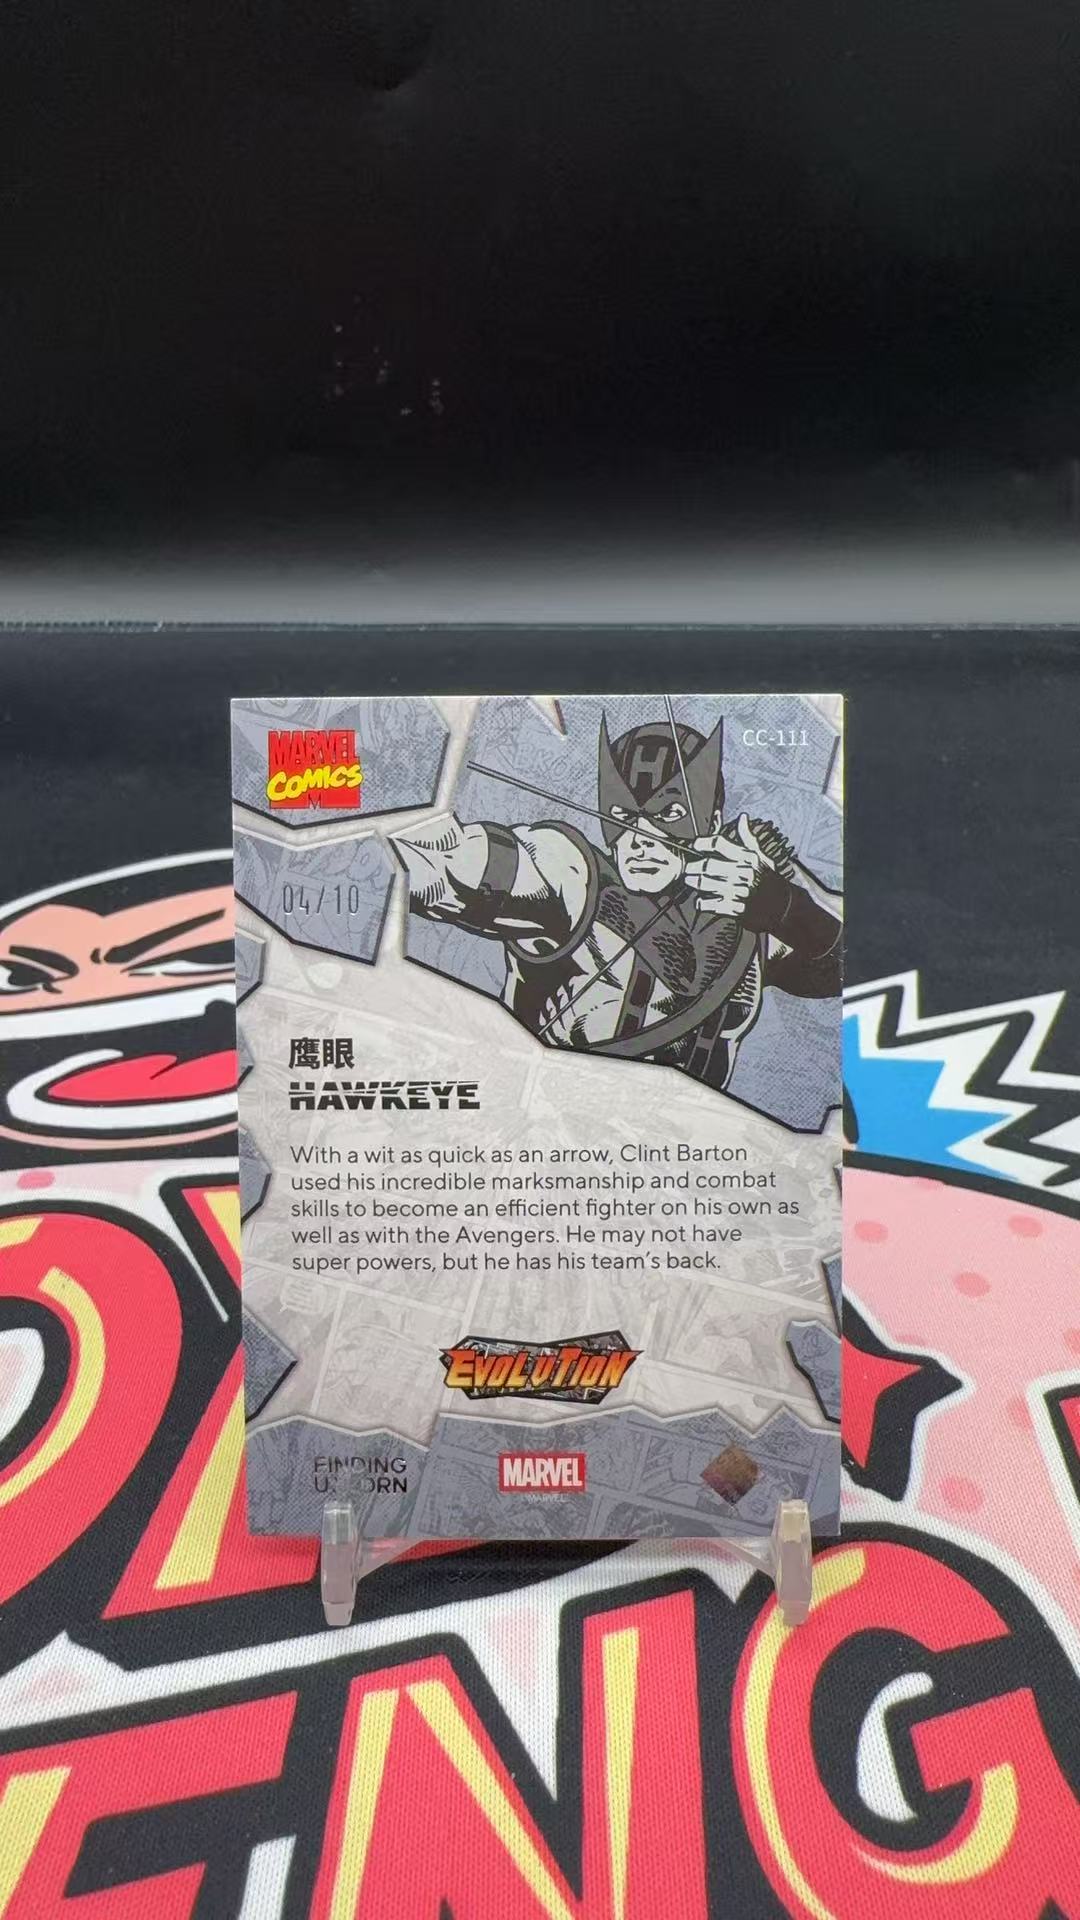 MARVEL
COMICS
M
CC-111
H
04/10
鹰眼
HAWKEYE
With a wit as quick as an arrow, Clint Barton
used his incredible marksmanship and combat
skills to become an efficient fighter on his own as
well as with the Avengers. He may not have
super powers, but he has his team's back.
EVOLUTION
FINDING
MARVEL